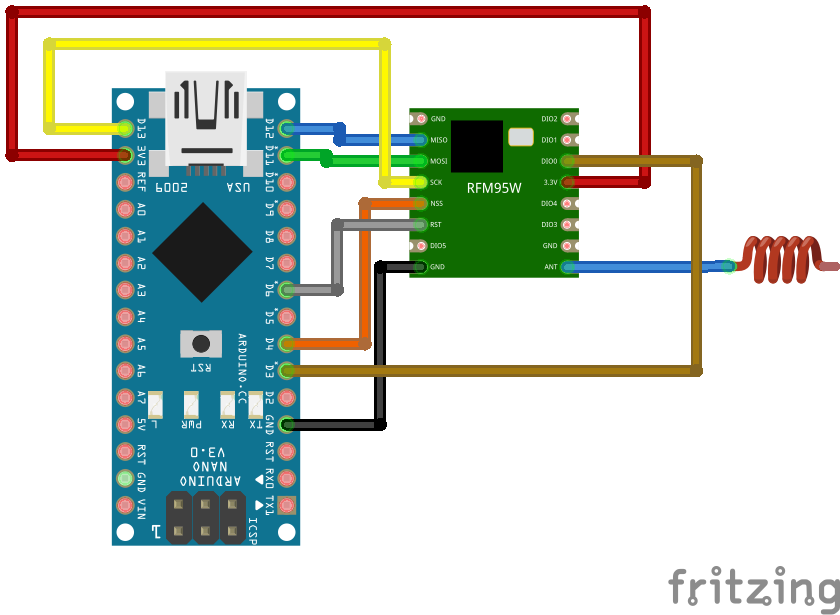 D13
3V3
REF
A0
A1
A2
A3
A4
A5
A6
A7
5V
RST
GND
VIN
D12
D11
D10
D9
D8
D7
D6
D5
D4
D3
D2
GND
RST
RX0
TX1
2009
USA
RST
ARDUINO.CC
L
PWR
RX
TX
ARDUINO
NANO
V3.0
1
ICSP
GND
MISO
MOSI
SCK
NSS
RST
DIO5
GND
RFM95W
DIO2
DIO1
DIO0
3.3V
DIO4
DIO3
GND
ANT
fritzing